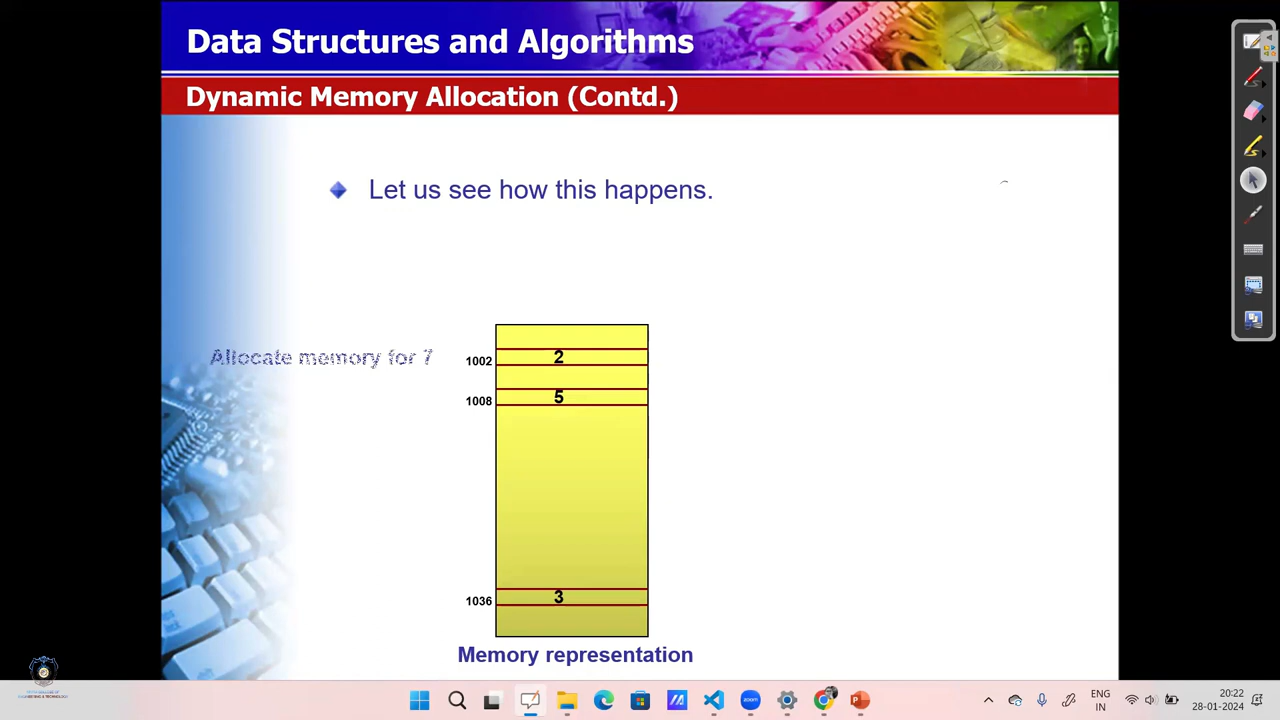 Data Structures and Algorithms
Dynamic Memory Allocation (Contd.)
Let us see how this happens.
Allocate memory for 7
1002 2
1008 5
1036 3
Memory representation
ENG
IN
20:22
28-01-2024